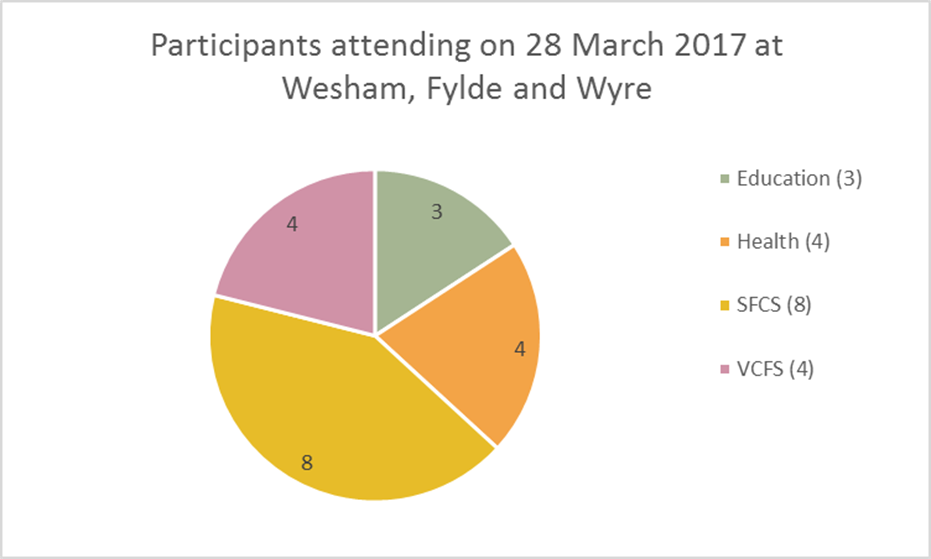 Participants attending on 28 March 2017 at
Wesham, Fylde and Wyre
3
4
8
4
Education (3)
Health (4)
SFCS (8)
VCFS (4)